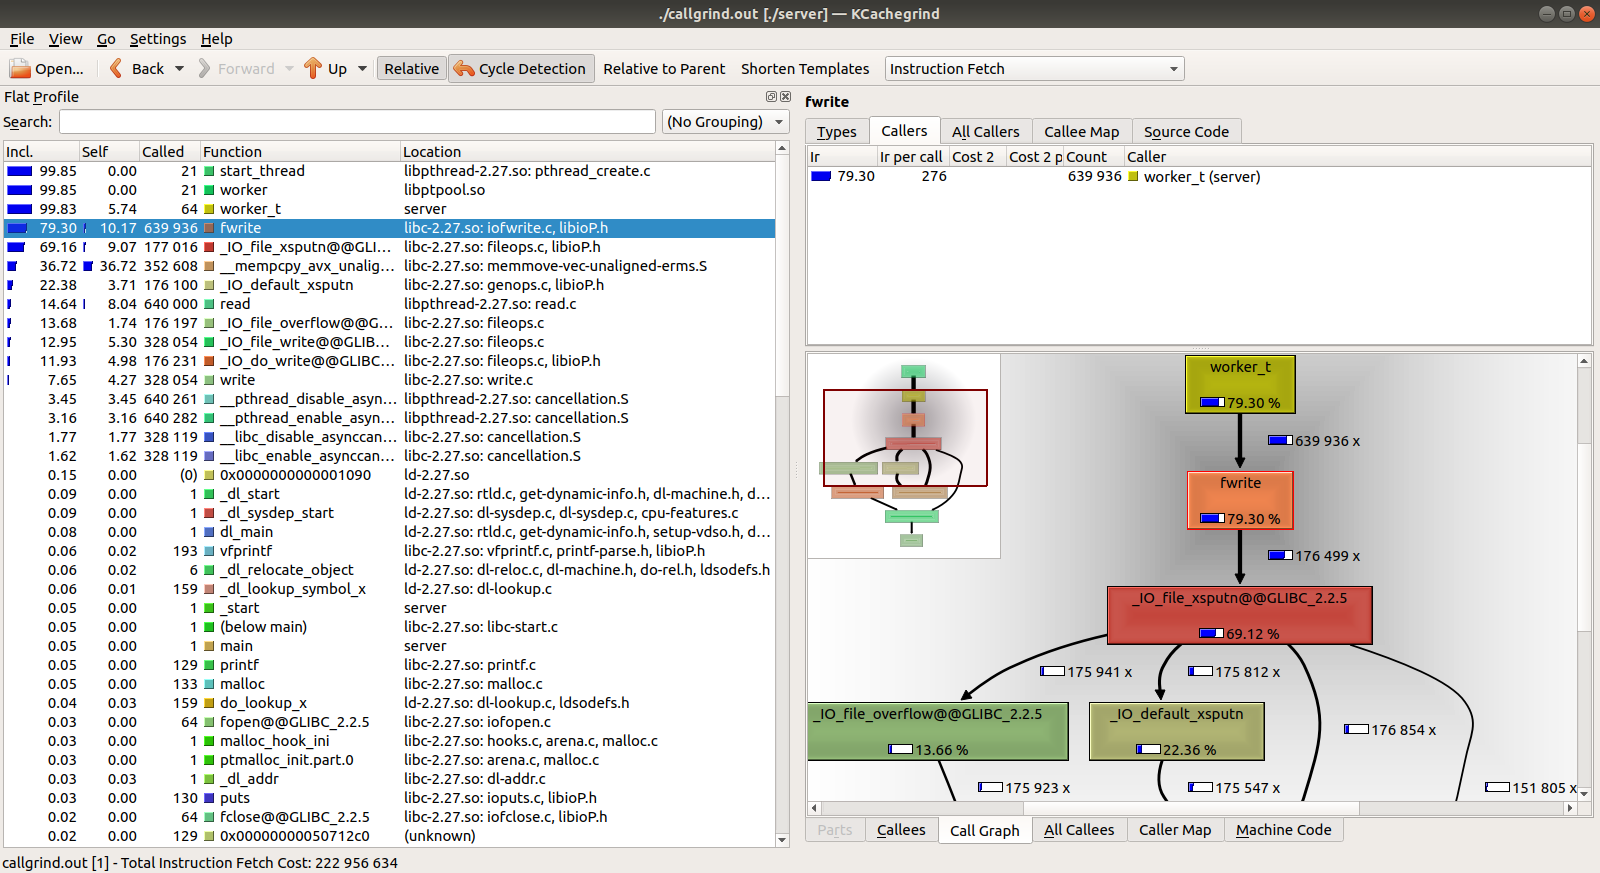 ./callgrind.out [./server] — KCachegrind
File View Go Settings Help
Open... Back Forward Up Relative Cycle Detection Relative to Parent Shorten Templates Instruction Fetch
Flat Profile
Search: (No Grouping)
Incl. Self Called Function Location
99.85 0.00 21 start_thread libpthread-2.27.so: pthread_create.c
99.85 0.00 21 worker libptpool.so
99.83 5.74 64 worker_t server
79.30 10.17 639 936 fwrite libc-2.27.so: iofwrite.c, libioP.h
69.16 9.07 177 016 _IO_file_xsputn@@GLI... libc-2.27.so: fileops.c, libioP.h
36.72 36.72 352 608 __mempcpy_avx_unalig... libc-2.27.so: memmove-vec-unaligned-erms.S
22.38 3.71 176 100 _IO_default_xsputn libc-2.27.so: genops.c, libioP.h
14.64 8.04 640 000 read libpthread-2.27.so: read.c
13.68 1.74 176 197 _IO_file_overflow@@G... libc-2.27.so: fileops.c
12.95 5.30 328 054 _IO_file_write@@GLIB... libc-2.27.so: fileops.c
11.93 4.98 176 231 _IO_do_write@@GLIBC... libc-2.27.so: fileops.c, libioP.h
7.65 4.27 328 054 write libc-2.27.so: write.c
3.45 3.45 640 261 __pthread_disable_asyn... libpthread-2.27.so: cancellation.S
3.16 3.16 640 282 __pthread_enable_asyn... libpthread-2.27.so: cancellation.S
1.77 1.77 328 119 __libc_disable_asynccan... libc-2.27.so: cancellation.S
1.62 1.62 328 119 __libc_enable_asynccan... libc-2.27.so: cancellation.S
0.15 0.00 (0) 0x0000000000001090 ld-2.27.so
0.09 0.00 1 _dl_start ld-2.27.so: rtld.c, get-dynamic-info.h, dl-machine.h, d...
0.09 0.00 1 _dl_sysdep_start ld-2.27.so: dl-sysdep.c, dl-sysdep.c, cpu-features.c
0.08 0.00 1 dl_main ld-2.27.so: rtld.c, get-dynamic-info.h, setup-vdso.h, d...
0.06 0.02 193 vfprintf libc-2.27.so: vfprintf.c, printf-parse.h, libioP.h
0.06 0.02 6 _dl_relocate_object ld-2.27.so: dl-reloc.c, dl-machine.h, do-rel.h, ldsodefs.h
0.06 0.01 159 _dl_lookup_symbol_x ld-2.27.so: dl-lookup.c
0.05 0.00 1 _start server
0.05 0.00 1 (below main) libc-2.27.so: libc-start.c
0.05 0.00 1 main server
0.05 0.00 129 printf libc-2.27.so: printf.c
0.05 0.00 133 malloc libc-2.27.so: malloc.c
0.04 0.03 159 do_lookup_x ld-2.27.so: dl-lookup.c, ldsodefs.h
0.03 0.00 64 fopen@@GLIBC_2.2.5 libc-2.27.so: iofopen.c
0.03 0.00 1 malloc_hook_ini libc-2.27.so: hooks.c, arena.c, malloc.c
0.03 0.00 1 ptmalloc_init.part.0 libc-2.27.so: arena.c, malloc.c
0.03 0.03 1 _dl_addr libc-2.27.so: dl-addr.c
0.03 0.00 130 puts libc-2.27.so: ioputs.c, libioP.h
0.02 0.00 64 fclose@@GLIBC_2.2.5 libc-2.27.so: iofclose.c, libioP.h
0.02 0.00 129 0x00000000050712c0 (unknown)
callgrind.out [1] - Total Instruction Fetch Cost: 222 956 634
fwrite
Types Callers All Callers Callee Map Source Code
Ir Ir per call Cost 2 Cost 2 p Count Caller
79.30 276 639 936 worker_t (server)
worker_t
79.30 %
639 936 x
fwrite
79.30 %
176 499 x
_IO_file_xsputn@@GLIBC_2.2.5
69.12 %
175 941 x 175 812 x
_IO_file_overflow@@GLIBC_2.2.5 _IO_default_xsputn
176 854 x
13.66 % 22.36 %
175 923 x 175 547 x 151 805 x
Parts Callees Call Graph All Callees Caller Map Machine Code